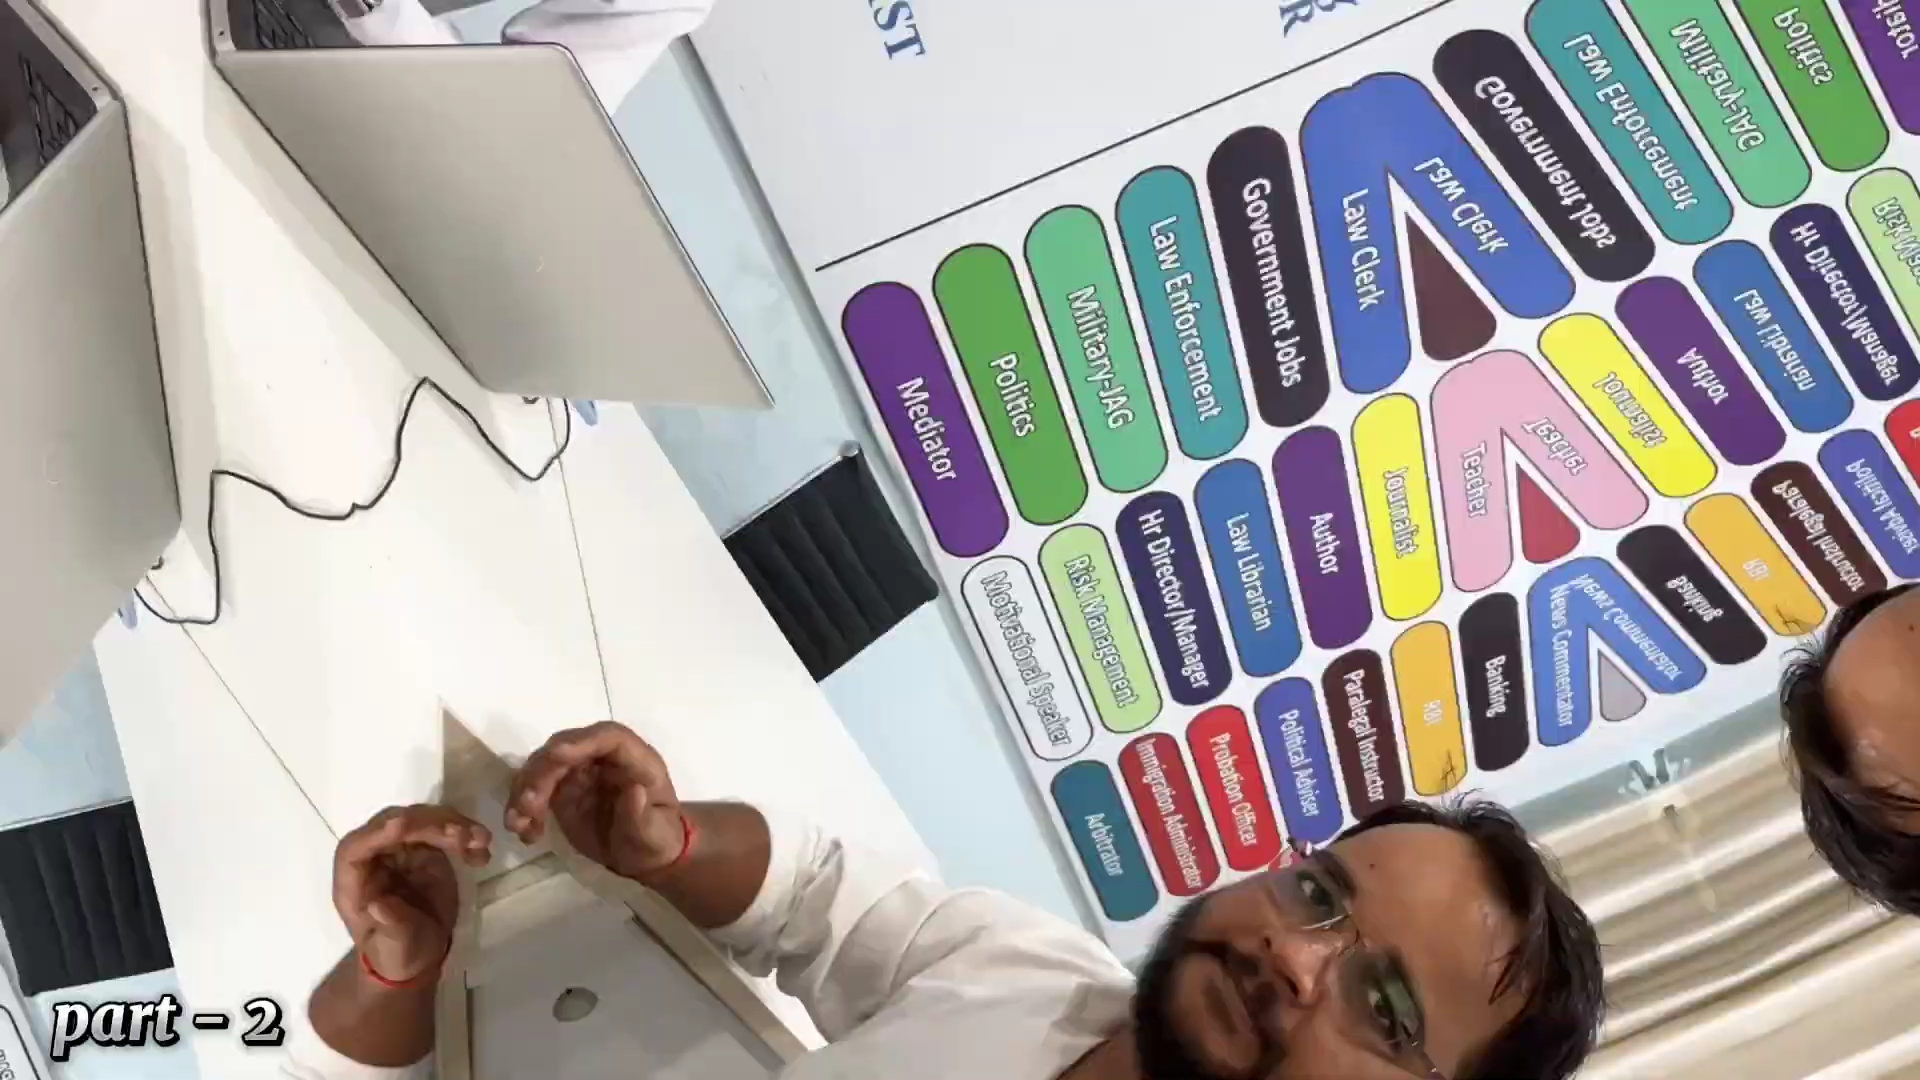 IST
R
Mediator
Politics
Military-JAG
Law Enforcement
Government Jobs
Law Clerk
Law Clerk
Government Jobs
Law Enforcement
Military-JAG
Politics
Motivational Speaker
Risk Management
Hr Director/Manager
Law Librarian
Author
Journalist
Teacher
Teacher
Journalist
Author
Law Librarian
Hr Director/Manager
Arbitrator
Immigration Administrator
Probation Officer
Political Adviser
Paralegal Instructor
RBI
Banking
News Commentator
News Commentator
Banking
RBI
Paralegal Instructor
Political Adviser
part - 2